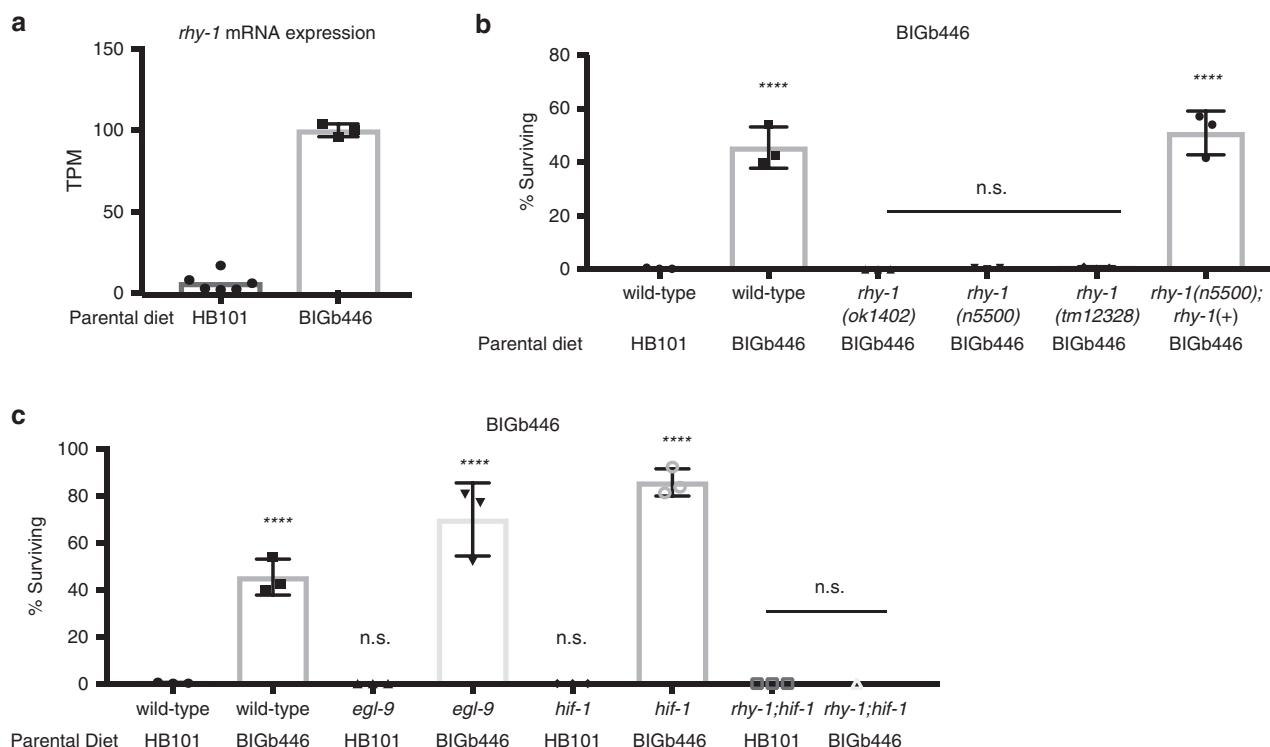 a
rhy-1 mRNA expression
150
100
50
0
TPM
Parental diet HB101 BIGb446
b
BIGb446
80
60
40
20
0
% Surviving
****
****
n.s.
wild-type wild-type rhy-1 rhy-1 rhy-1 rhy-1(n5500);
(ok1402) (n5500) (tm12328) rhy-1(+)
Parental diet HB101 BIGb446 BIGb446 BIGb446 BIGb446 BIGb446
c
BIGb446
100
80
60
40
20
0
% Surviving
****
n.s.
****
n.s.
****
n.s.
wild-type wild-type egl-9 egl-9 hif-1 hif-1 rhy-1;hif-1 rhy-1;hif-1
Parental Diet HB101 BIGb446 HB101 BIGb446 HB101 BIGb446 HB101 BIGb446